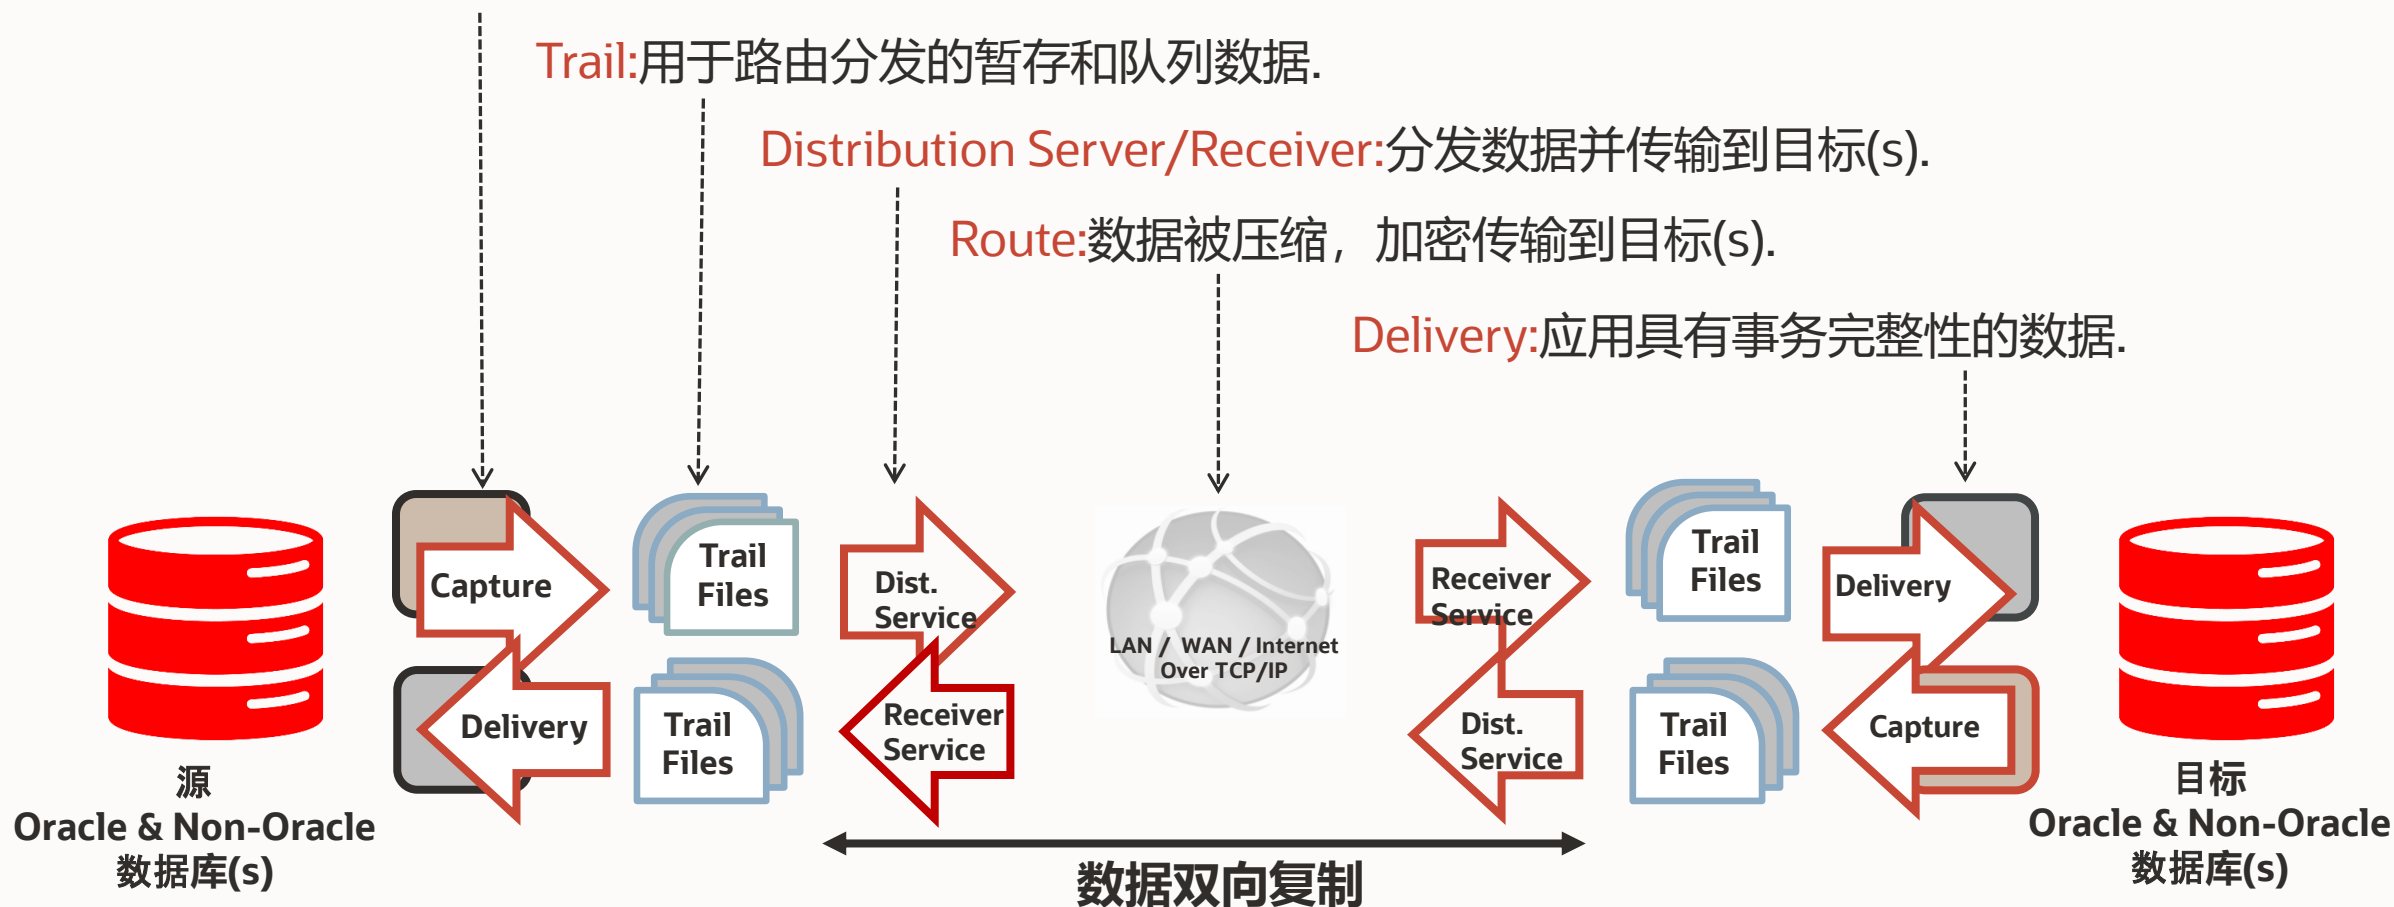 Trail:用于路由分发的暂存和队列数据.
Distribution Server/Receiver:分发数据并传输到目标(s).
Route:数据被压缩，加密传输到目标(s).
Delivery:应用具有事务完整性的数据.
Capture
Trail
Files
Dist.
Service
LAN / WAN / Internet
Over TCP/IP
Receiver
Service
Trail
Files
Delivery
Delivery
Trail
Files
Receiver
Service
Dist.
Service
Trail
Files
Capture
源
Oracle & Non-Oracle
数据库(s)
目标
Oracle & Non-Oracle
数据库(s)
数据双向复制